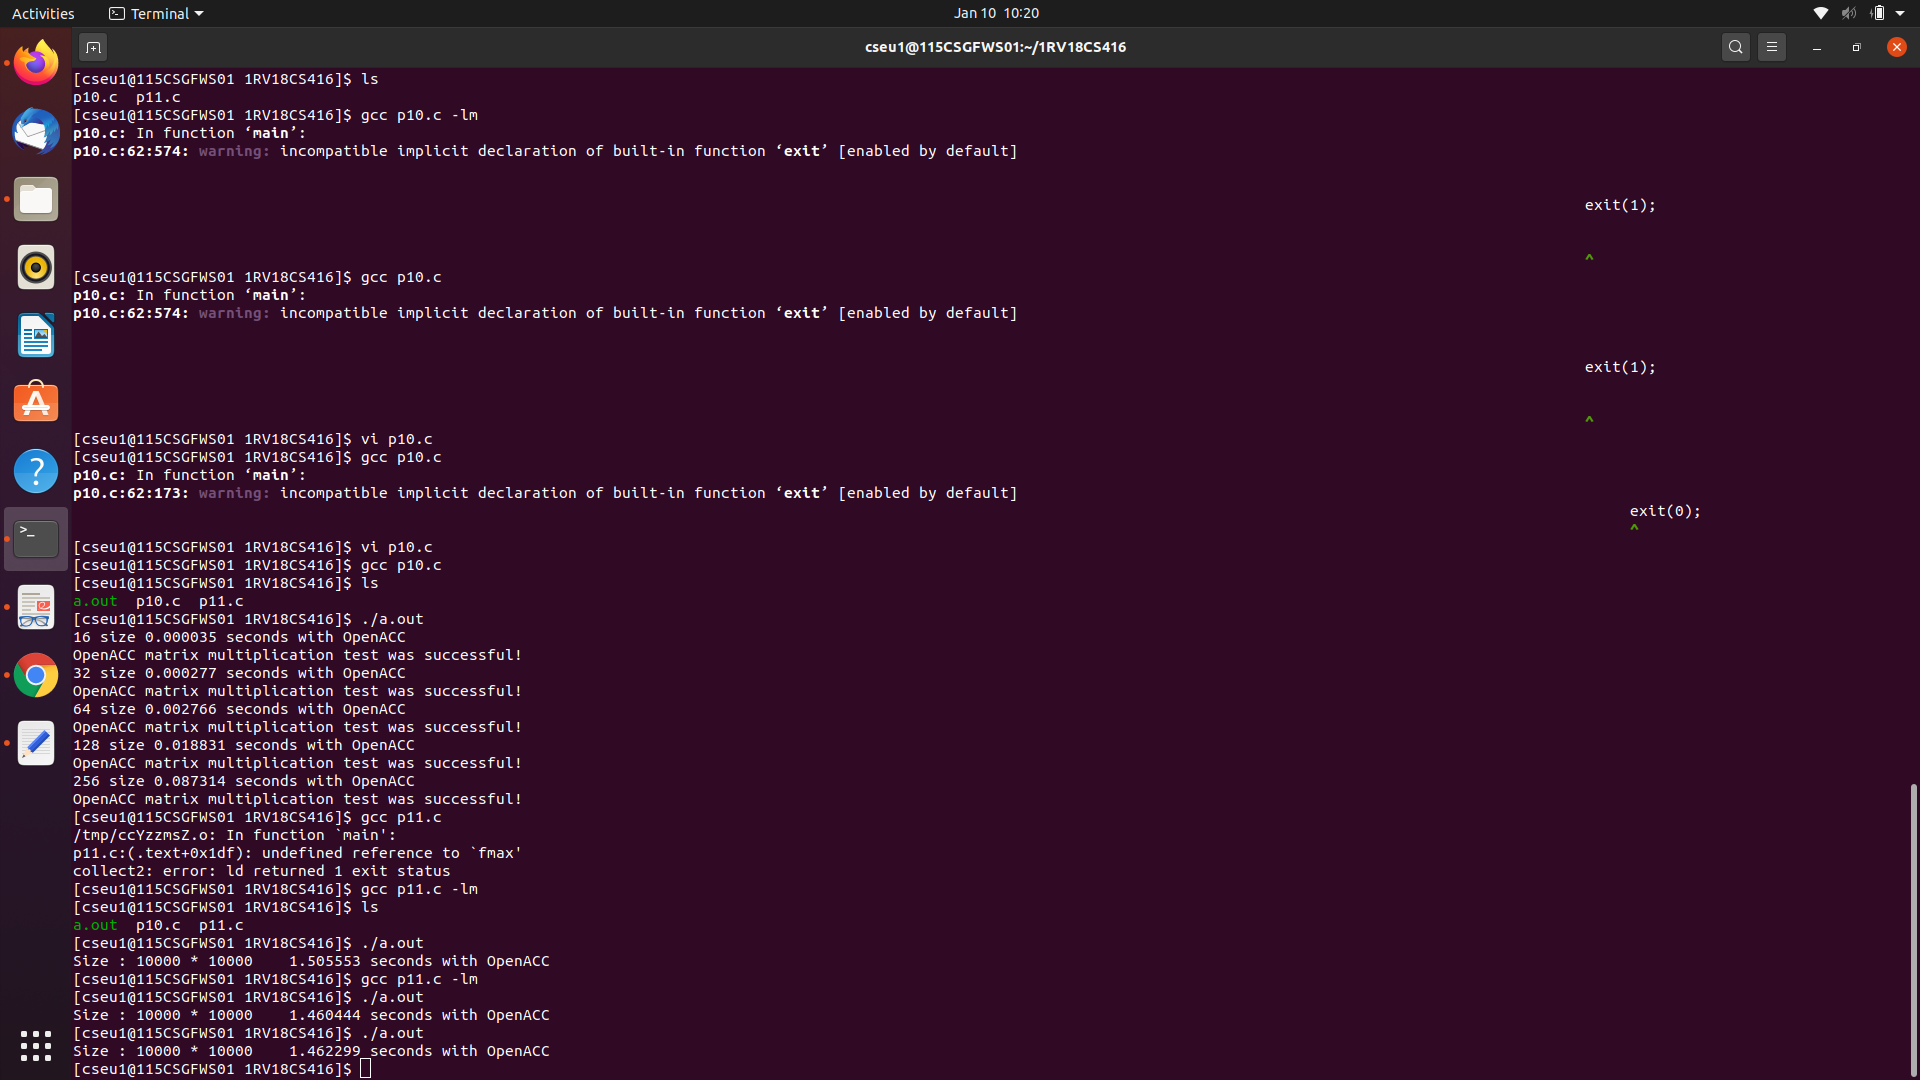 Activities
Terminal
Jan 10 10:20
cseu1@115CSGFWS01:~/1RV18CS416
[cseu1@115CSGFWS01 1RV18CS416]$ ls
p10.c  p11.c
[cseu1@115CSGFWS01 1RV18CS416]$ gcc p10.c -lm
p10.c: In function ‘main’:
p10.c:62:574: warning: incompatible implicit declaration of built-in function ‘exit’ [enabled by default]
exit(1);
^
[cseu1@115CSGFWS01 1RV18CS416]$ gcc p10.c
p10.c: In function ‘main’:
p10.c:62:574: warning: incompatible implicit declaration of built-in function ‘exit’ [enabled by default]
exit(1);
^
[cseu1@115CSGFWS01 1RV18CS416]$ vi p10.c
[cseu1@115CSGFWS01 1RV18CS416]$ gcc p10.c
p10.c: In function ‘main’:
p10.c:62:173: warning: incompatible implicit declaration of built-in function ‘exit’ [enabled by default]
exit(0);
^
[cseu1@115CSGFWS01 1RV18CS416]$ vi p10.c
[cseu1@115CSGFWS01 1RV18CS416]$ gcc p10.c
[cseu1@115CSGFWS01 1RV18CS416]$ ls
a.out  p10.c  p11.c
[cseu1@115CSGFWS01 1RV18CS416]$ ./a.out
16 size 0.000035 seconds with OpenACC
OpenACC matrix multiplication test was successful!
32 size 0.000277 seconds with OpenACC
OpenACC matrix multiplication test was successful!
64 size 0.002766 seconds with OpenACC
OpenACC matrix multiplication test was successful!
128 size 0.018831 seconds with OpenACC
OpenACC matrix multiplication test was successful!
256 size 0.087314 seconds with OpenACC
OpenACC matrix multiplication test was successful!
[cseu1@115CSGFWS01 1RV18CS416]$ gcc p11.c
/tmp/ccYzzmsZ.o: In function `main':
p11.c:(.text+0x1df): undefined reference to `fmax'
collect2: error: ld returned 1 exit status
[cseu1@115CSGFWS01 1RV18CS416]$ gcc p11.c -lm
[cseu1@115CSGFWS01 1RV18CS416]$ ls
a.out  p10.c  p11.c
[cseu1@115CSGFWS01 1RV18CS416]$ ./a.out
Size : 10000 * 10000    1.505553 seconds with OpenACC
[cseu1@115CSGFWS01 1RV18CS416]$ gcc p11.c -lm
[cseu1@115CSGFWS01 1RV18CS416]$ ./a.out
Size : 10000 * 10000    1.460444 seconds with OpenACC
[cseu1@115CSGFWS01 1RV18CS416]$ ./a.out
Size : 10000 * 10000    1.462299 seconds with OpenACC
[cseu1@115CSGFWS01 1RV18CS416]$